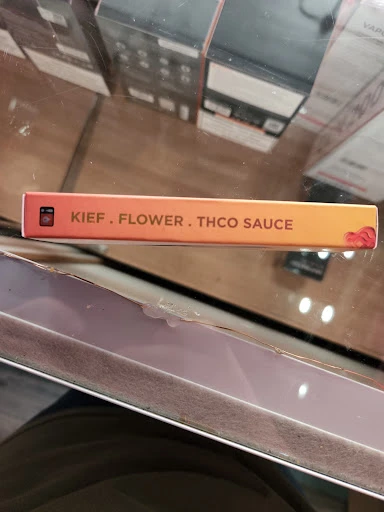 KIEF . FLOWER . THCO SAUCE